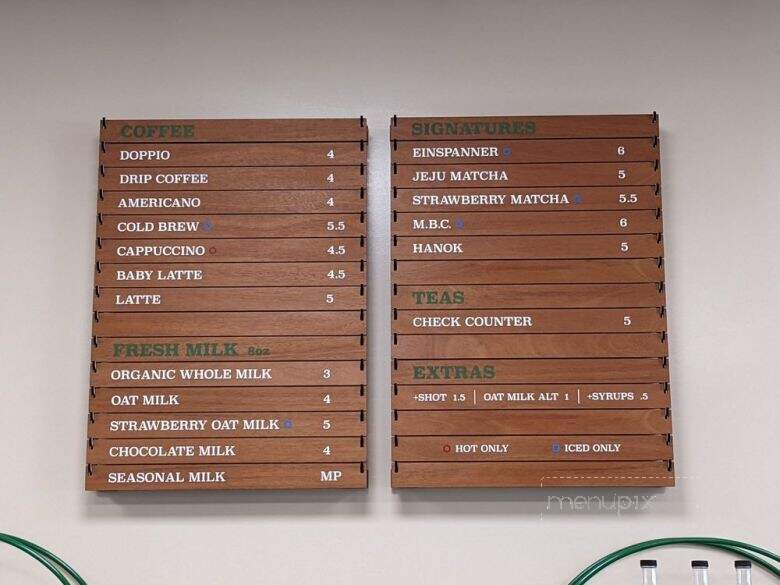 COFFEE
DOPPIO 4
DRIP COFFEE 4
AMERICANO 4
COLD BREW 5.5
CAPPUCCINO 4.5
BABY LATTE 4.5
LATTE 5
FRESH MILK 8oz
ORGANIC WHOLE MILK 3
OAT MILK 4
STRAWBERRY OAT MILK 5
CHOCOLATE MILK 4
SEASONAL MILK MP
SIGNATURES
EINSPANNER 6
JEJU MATCHA 5
STRAWBERRY MATCHA 5.5
M.B.C. 6
HANOK 5
TEAS
CHECK COUNTER 5
EXTRAS
+SHOT 1.5 | OAT MILK ALT 1 | +SYRUPS .5
HOT ONLY ICED ONLY
menupix